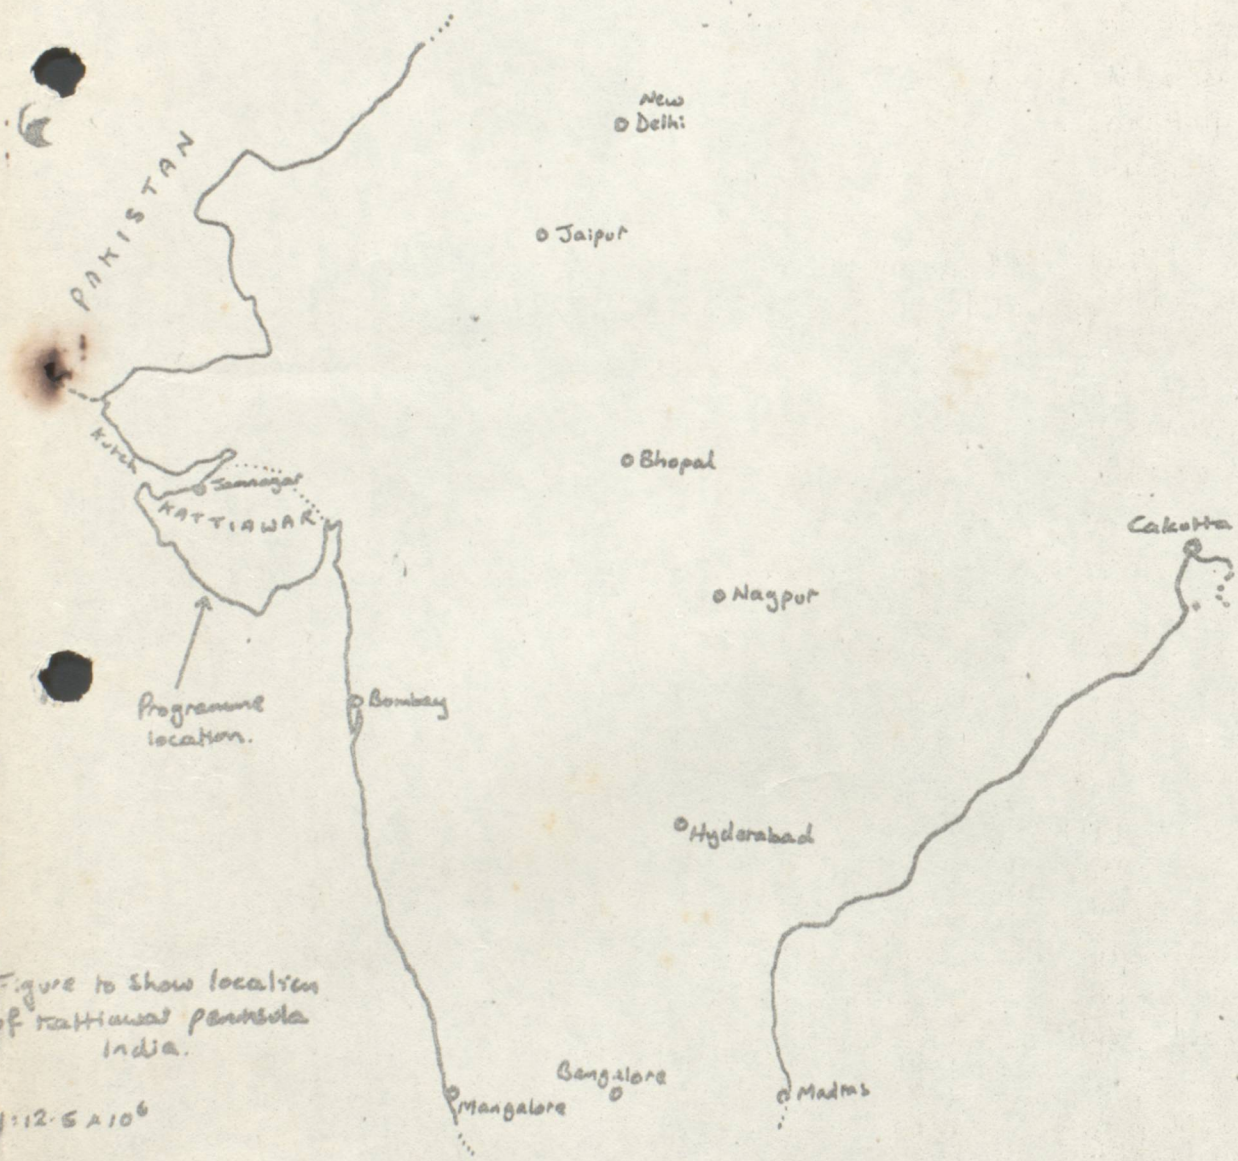 New
Delhi
PAKISTAN
Jaipur
Kutch
Bhopal
Jamnagar
KATTIAWAR
Calcutta
Nagpur
Programme
location.
Bombay
Hyderabad
Figure to show location
of Kattiawar peninsula
India.
Bangalore
Madras
Mangalore
1:12.5 x 10⁶